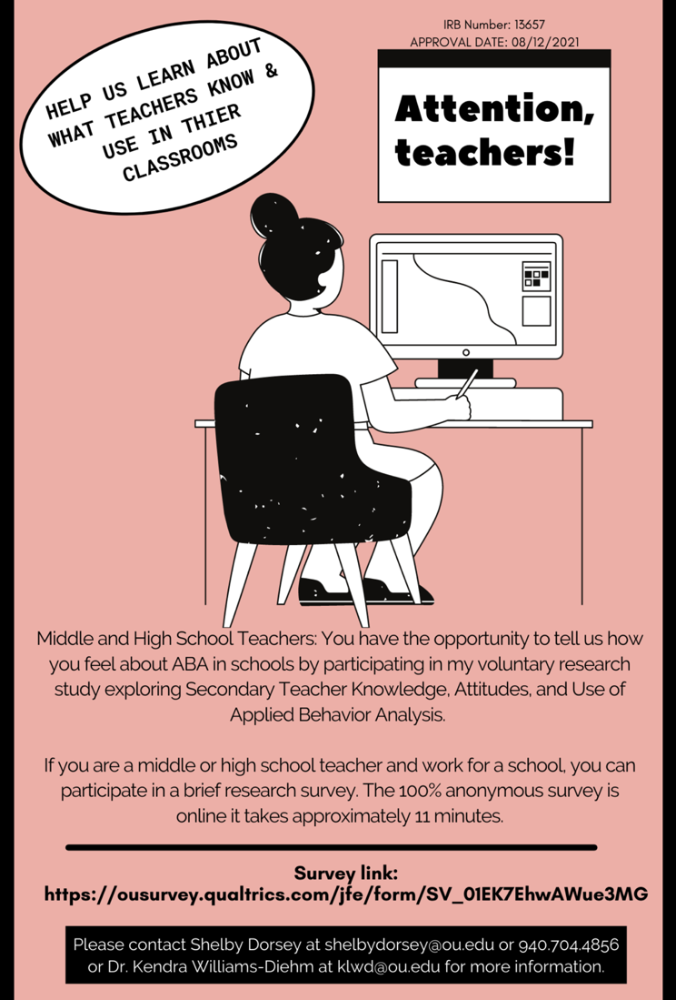 IRB Number: 13657
APPROVAL DATE: 08/12/2021
HELP US LEARN ABOUT
WHAT TEACHERS KNOW &
USE IN THIER
CLASSROOMS
Attention,
teachers!
Middle and High School Teachers: You have the opportunity to tell us how
you feel about ABA in schools by participating in my voluntary research
study exploring Secondary Teacher Knowledge, Attitudes, and Use of
Applied Behavior Analysis.
If you are a middle or high school teacher and work for a school, you can
participate in a brief research survey. The 100% anonymous survey is
online it takes approximately 11 minutes.
Survey link:
https://ousurvey.qualtrics.com/jfe/form/SV_01EK7EhwAWue3MG
Please contact Shelby Dorsey at shelbydorsey@ou.edu or 940.704.4856
or Dr. Kendra Williams-Diehm at klwd@ou.edu for more information.